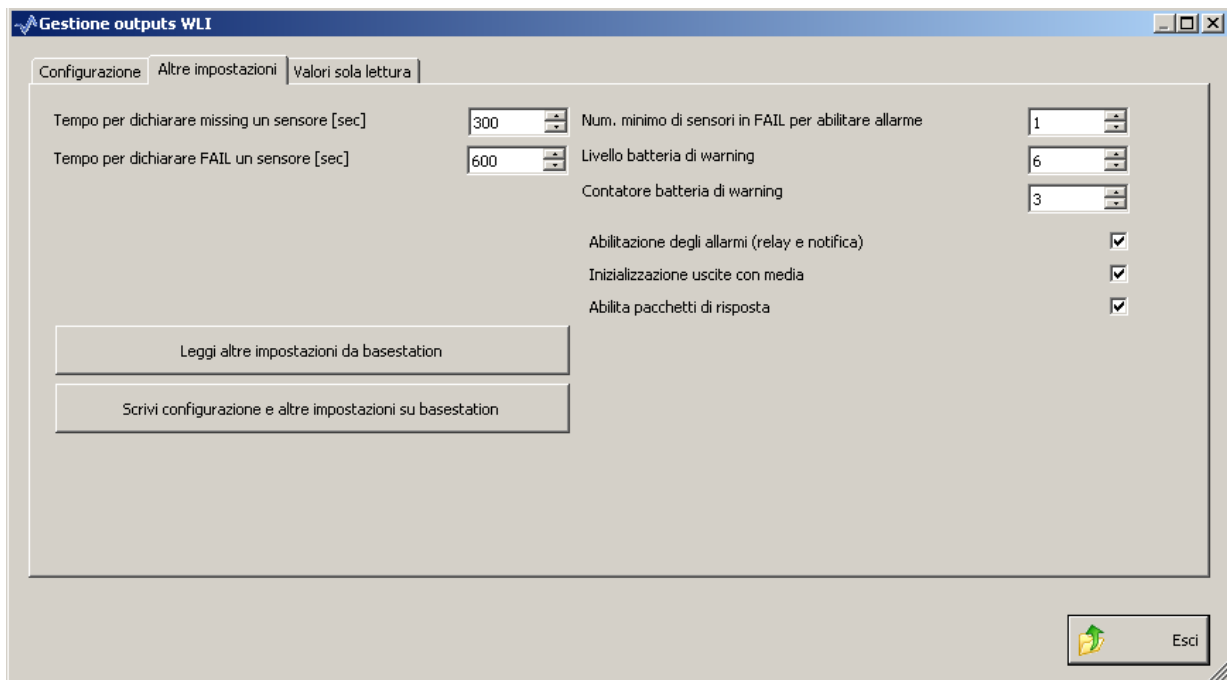 Gestione outputs WLI
Configurazione Altre impostazioni Valori sola lettura
Tempo per dichiarare missing un sensore [sec] 300 Num. minimo di sensori in FAIL per abilitare allarme 1
Tempo per dichiarare FAIL un sensore [sec] 600 Livello batteria di warning 6
Contatore batteria di warning 3
Abilitazione degli allarmi (relay e notifica)
Inizializzazione uscite con media
Abilita pacchetti di risposta
Leggi altre impostazioni da basestation
Scrivi configurazione e altre impostazioni su basestation
Esci